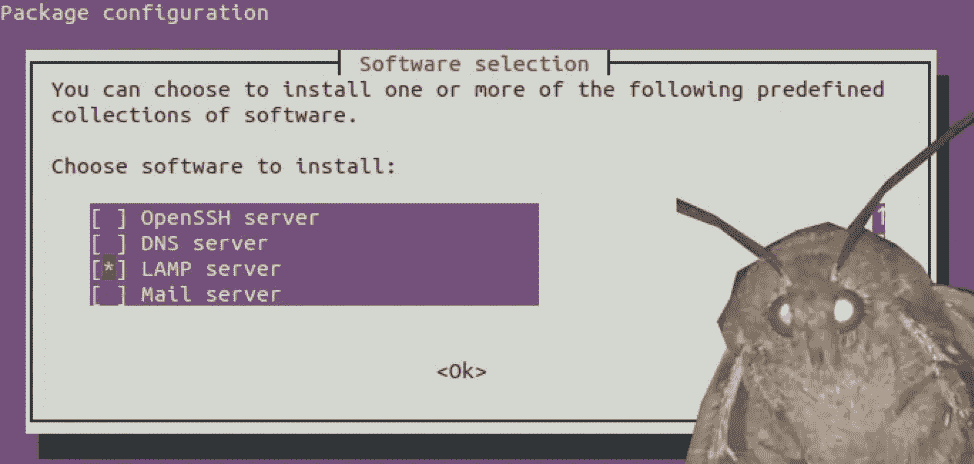 Package configuration
Software selection
You can choose to install one or more of the following predefined
collections of software.
Choose software to install:
[ ] OpenSSH server
[ ] DNS server
[*] LAMP server
[ ] Mail server
<Ok>